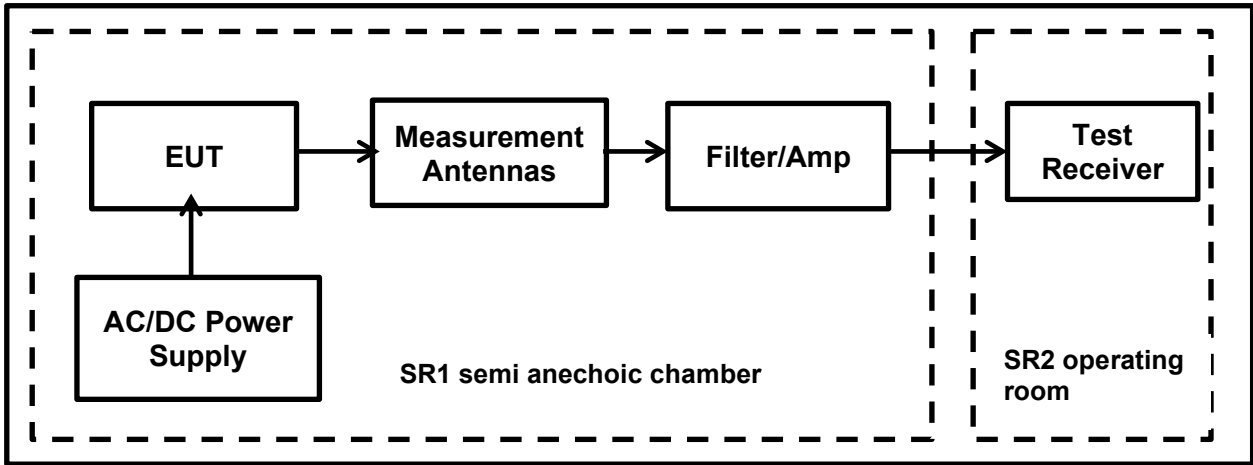 EUT
Measurement
Antennas
Filter/Amp
Test
Receiver
AC/DC Power
Supply
SR1 semi anechoic chamber
SR2 operating
room